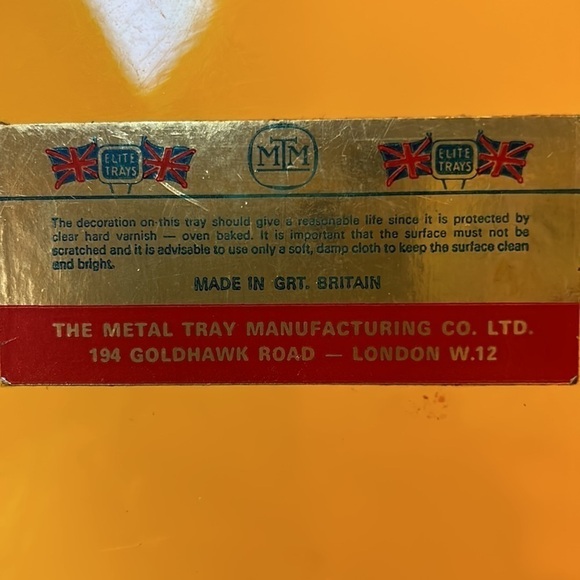 ELITE TRAYS
MTM
ELITE TRAYS
The decoration on this tray should give a reasonable life since it is protected by
clear hard varnish — oven baked. It is important that the surface must not be
scratched and it is advisable to use only a soft, damp cloth to keep the surface clean
and bright.
MADE IN GRT. BRITAIN
THE METAL TRAY MANUFACTURING CO. LTD.
194 GOLDHAWK ROAD — LONDON W.12